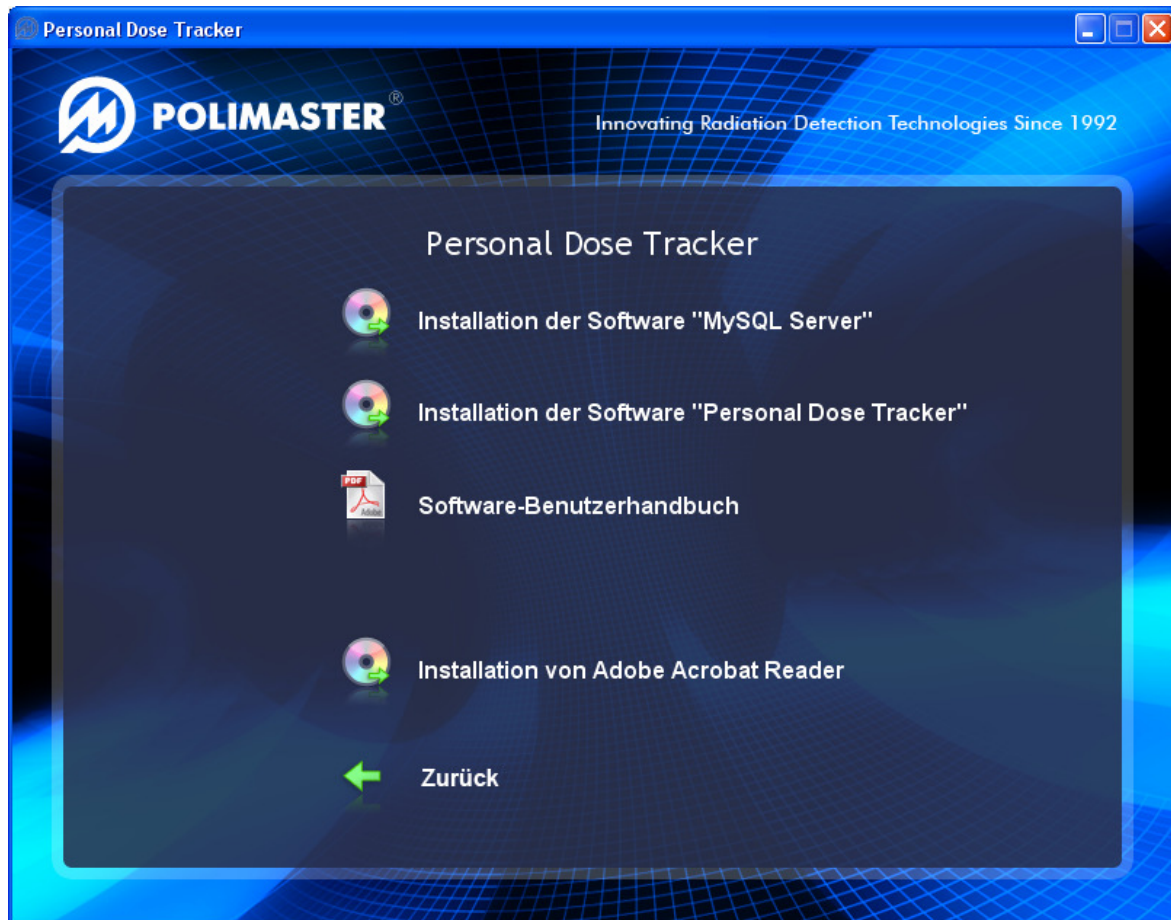 Personal Dose Tracker
POLIMASTER®
Innovating Radiation Detection Technologies Since 1992
Personal Dose Tracker
Installation der Software "MySQL Server"
Installation der Software "Personal Dose Tracker"
PDF
Adobe
Software-Benutzerhandbuch
Installation von Adobe Acrobat Reader
Zurück